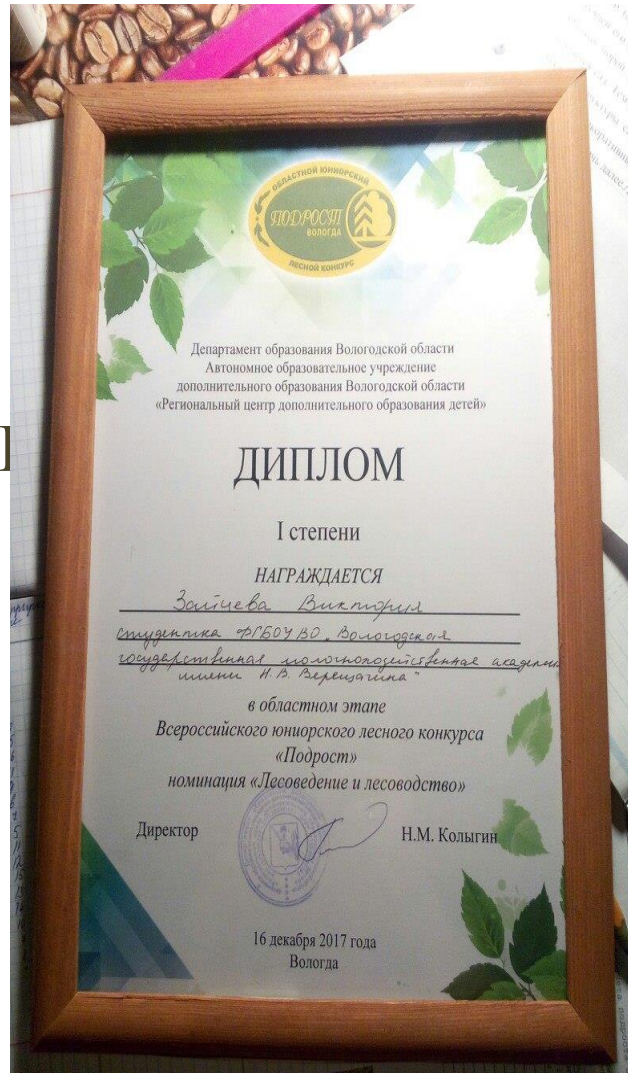 ОБЛАСТНОЙ ЮНИОРСКИЙ
ПОДРОСТ
ВОЛОГДА
ЛЕСНОЙ КОНКУРС
Департамент образования Вологодской области
Автономное образовательное учреждение
дополнительного образования Вологодской области
«Региональный центр дополнительного образования детей»
ДИПЛОМ
I степени
НАГРАЖДАЕТСЯ
Зайцева Виктория
студентка ФГБОУ ВО „Вологодская
государственная молочнохозяйственная академия
имени Н.В. Верещагина"
в областном этапе
Всероссийского юниорского лесного конкурса
«Подрост»
номинация «Лесоведение и лесоводство»
Директор Н.М. Колыгин
16 декабря 2017 года
Вологда